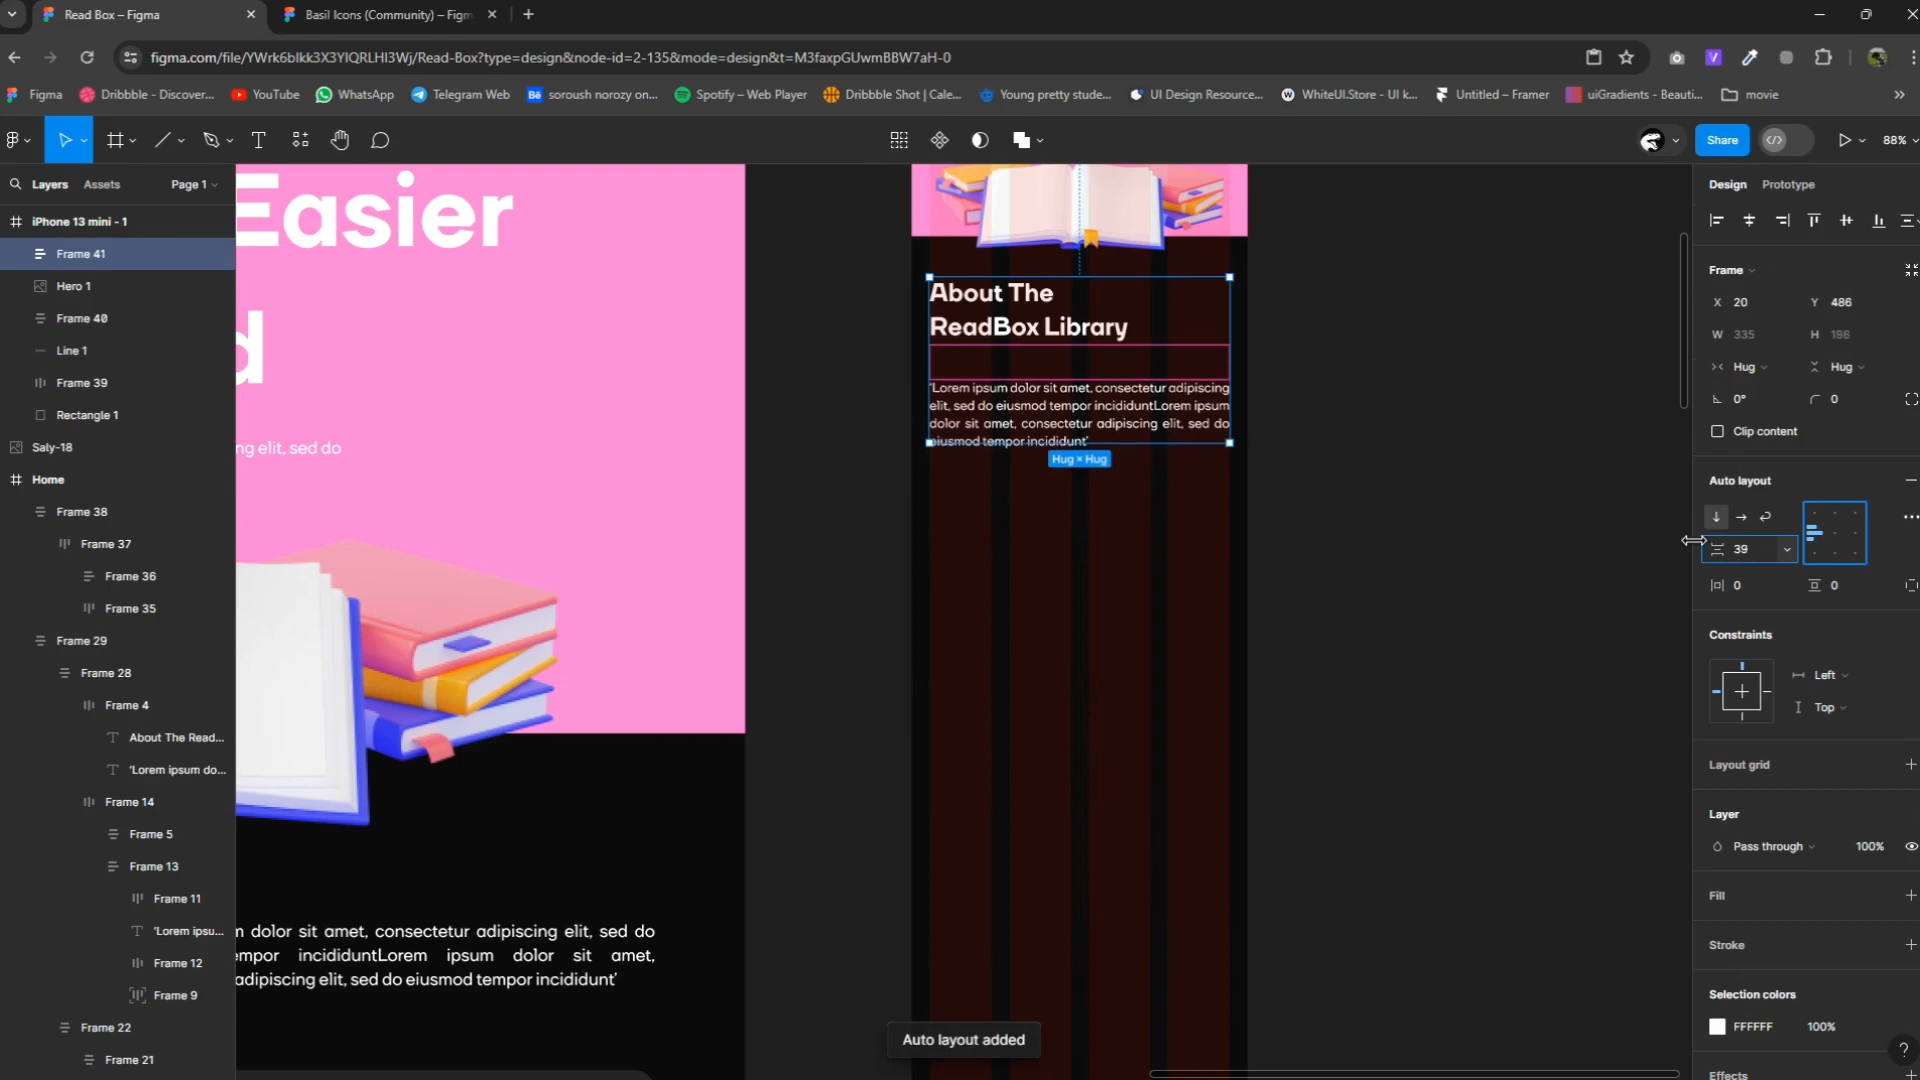 Read Box – Figma
Basil Icons (Community) – Figm
figma.com/file/YWrk6blkk3X3YlQRLHI3Wj/Read-Box?type=design&node-id=2-135&mode=design&t=M3faxpGUwmBBW7aH-0
Figma
Dribbble - Discover...
YouTube
WhatsApp
Telegram Web
Bē
soroush norozy on...
Spotify – Web Player
Dribbble Shot | Cale...
Young pretty stude...
UI Design Resource...
WhiteUI.Store - UI k...
Untitled – Framer
uiGradients - Beauti...
movie
Share
88%
Layers
Assets
Page 1
iPhone 13 mini - 1
Frame 41
Hero 1
Frame 40
Line 1
Frame 39
Rectangle 1
Saly-18
Home
Frame 38
Frame 37
Frame 36
Frame 35
Frame 29
Frame 28
Frame 4
About The Read...
'Lorem ipsum do...
Frame 14
Frame 5
Frame 13
Frame 11
'Lorem ipsu...
Frame 12
Frame 9
Frame 22
Frame 21
Easier
d
ng elit, sed do
dolor sit amet, consectetur adipiscing elit, sed do
empor incididuntLorem ipsum dolor sit amet,
adipiscing elit, sed do eiusmod tempor incididunt'
About The
ReadBox Library
'Lorem ipsum dolor sit amet, consectetur adipiscing
elit, sed do eiusmod tempor incididuntLorem ipsum
dolor sit amet, consectetur adipiscing elit, sed do
eiusmod tempor incididunt'
Hug × Hug
Auto layout added
Design
Prototype
Frame
X 20
Y 486
W 335
H 186
Hug
Hug
0°
0
Clip content
Auto layout
39
0
0
Constraints
Left
Top
Layout grid
Layer
Pass through
100%
Fill
Stroke
Selection colors
FFFFFF
100%
Effects
?